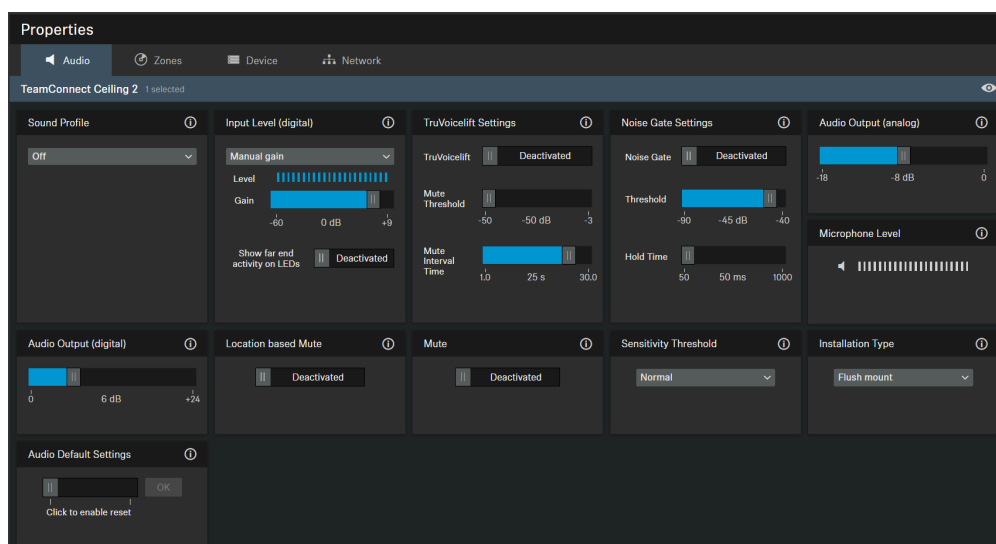 Properties
Audio
Zones
Device
Network
TeamConnect Ceiling 2 1 selected
Sound Profile
Off
Input Level (digital)
Manual gain
Level
Gain
-60 0 dB +9
Show far end
activity on LEDs
Deactivated
TruVoicelift Settings
TruVoicelift Deactivated
Mute
Threshold
-50 -50 dB -3
Mute
Interval
Time
1.0 25 s 30.0
Noise Gate Settings
Noise Gate Deactivated
Threshold
-90 -45 dB -40
Hold Time
50 50 ms 1000
Audio Output (analog)
-18 -8 dB 0
Microphone Level
Audio Output (digital)
0 6 dB +24
Location based Mute
Deactivated
Mute
Deactivated
Sensitivity Threshold
Normal
Installation Type
Flush mount
Audio Default Settings
OK
Click to enable reset